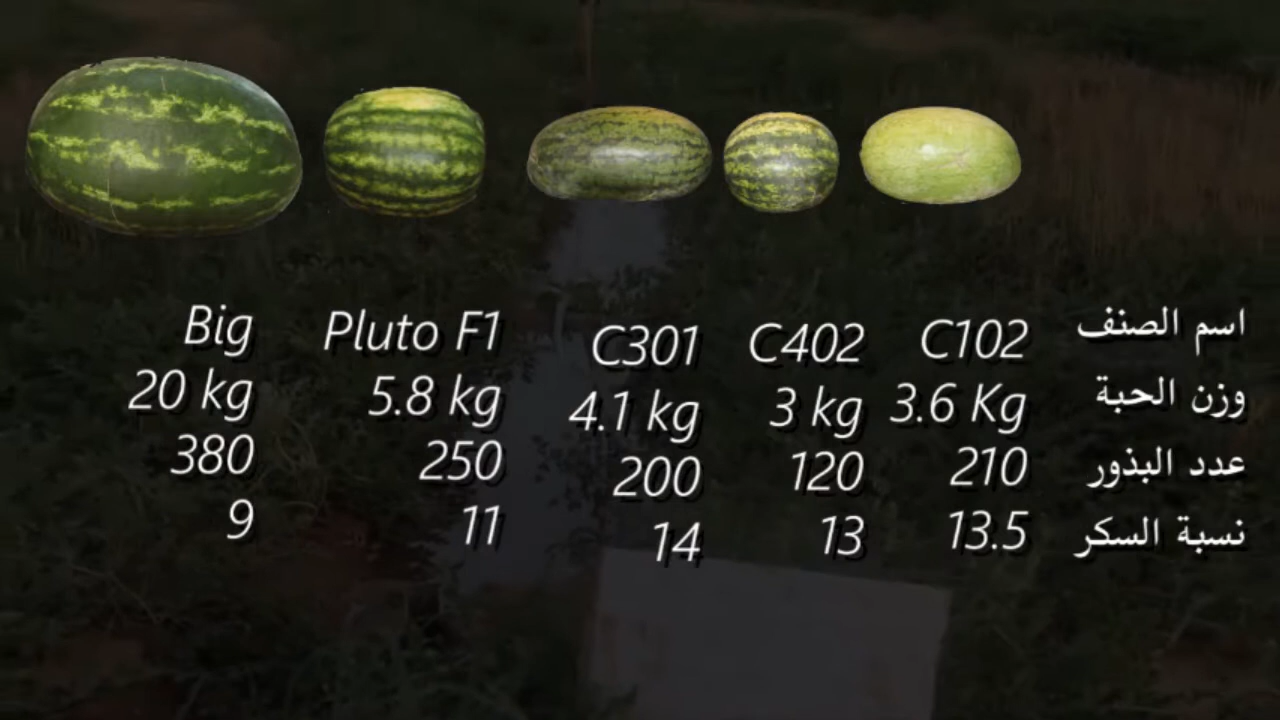 اسم الصنف C102 C402 C301 Pluto F1 Big
وزن الحبة 3.6 Kg 3 kg 4.1 kg 5.8 kg 20 kg
عدد البذور 210 120 200 250 380
نسبة السكر 13.5 13 14 11 9